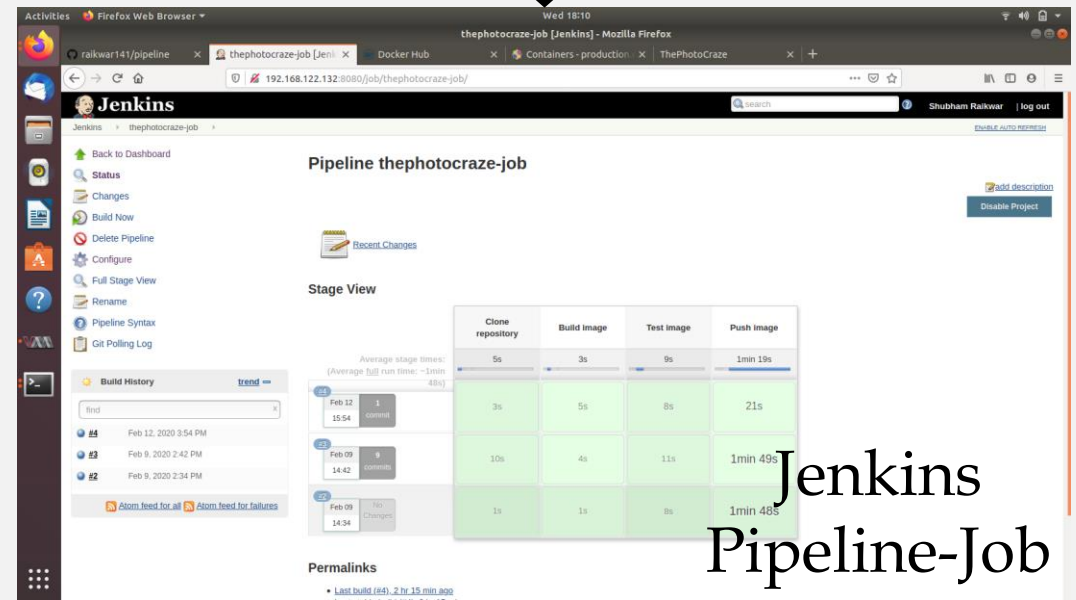 Activities Firefox Web Browser Wed 18:10
thephotocraze-job [Jenkins] - Mozilla Firefox
raikwar141/pipeline thephotocraze-job [Jenk Docker Hub Containers - production ThePhotoCraze
192.168.122.132:8080/job/thephotocraze-job/
Jenkins search Shubham Raikwar | log out
Jenkins thephotocraze-job ENABLE AUTO REFRESH
Back to Dashboard
Status
Changes
Build Now
Delete Pipeline
Configure
Full Stage View
Rename
Pipeline Syntax
Git Polling Log
Build History trend
find x
#4 Feb 12, 2020 3:54 PM
#3 Feb 9, 2020 2:42 PM
#2 Feb 9, 2020 2:34 PM
Atom feed for all Atom feed for failures
Pipeline thephotocraze-job
add description
Disable Project
Recent Changes
Stage View
Clone repository Build image Test image Push image
Average stage times: 5s 3s 9s 1min 19s
(Average full run time: ~1min
48s)
#4
Feb 12 1 commit
15:54
3s 5s 8s 21s
#3
Feb 09 9 commits
14:42
10s 4s 11s 1min 49s
#2
Feb 09 No Changes
14:34
1s 1s 8s 1min 48s
Permalinks
Last build (#4), 2 hr 15 min ago
Jenkins
Pipeline-Job